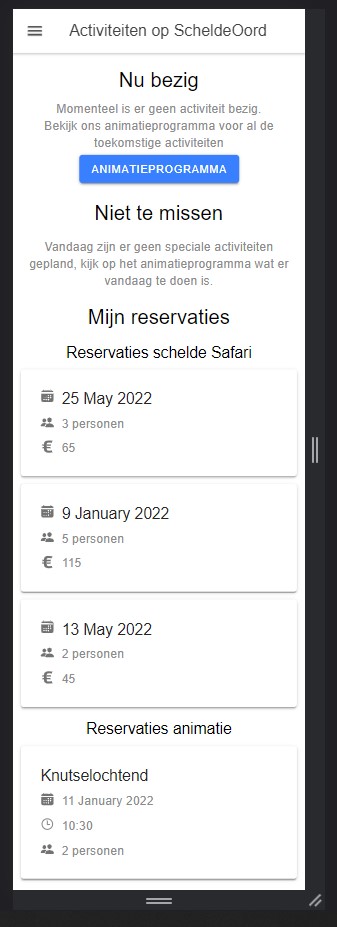 Activiteiten op ScheldeOord
Nu bezig
Momenteel is er geen activiteit bezig.
Bekijk ons animatieprogramma voor al de
toekomstige activiteiten
ANIMATIEPROGRAMMA
Niet te missen
Vandaag zijn er geen speciale activiteiten
gepland, kijk op het animatieprogramma wat er
vandaag te doen is.
Mijn reservaties
Reservaties schelde Safari
25 May 2022
3 personen
€ 65
9 January 2022
5 personen
€ 115
13 May 2022
2 personen
€ 45
Reservaties animatie
Knutselochtend
11 January 2022
10:30
2 personen